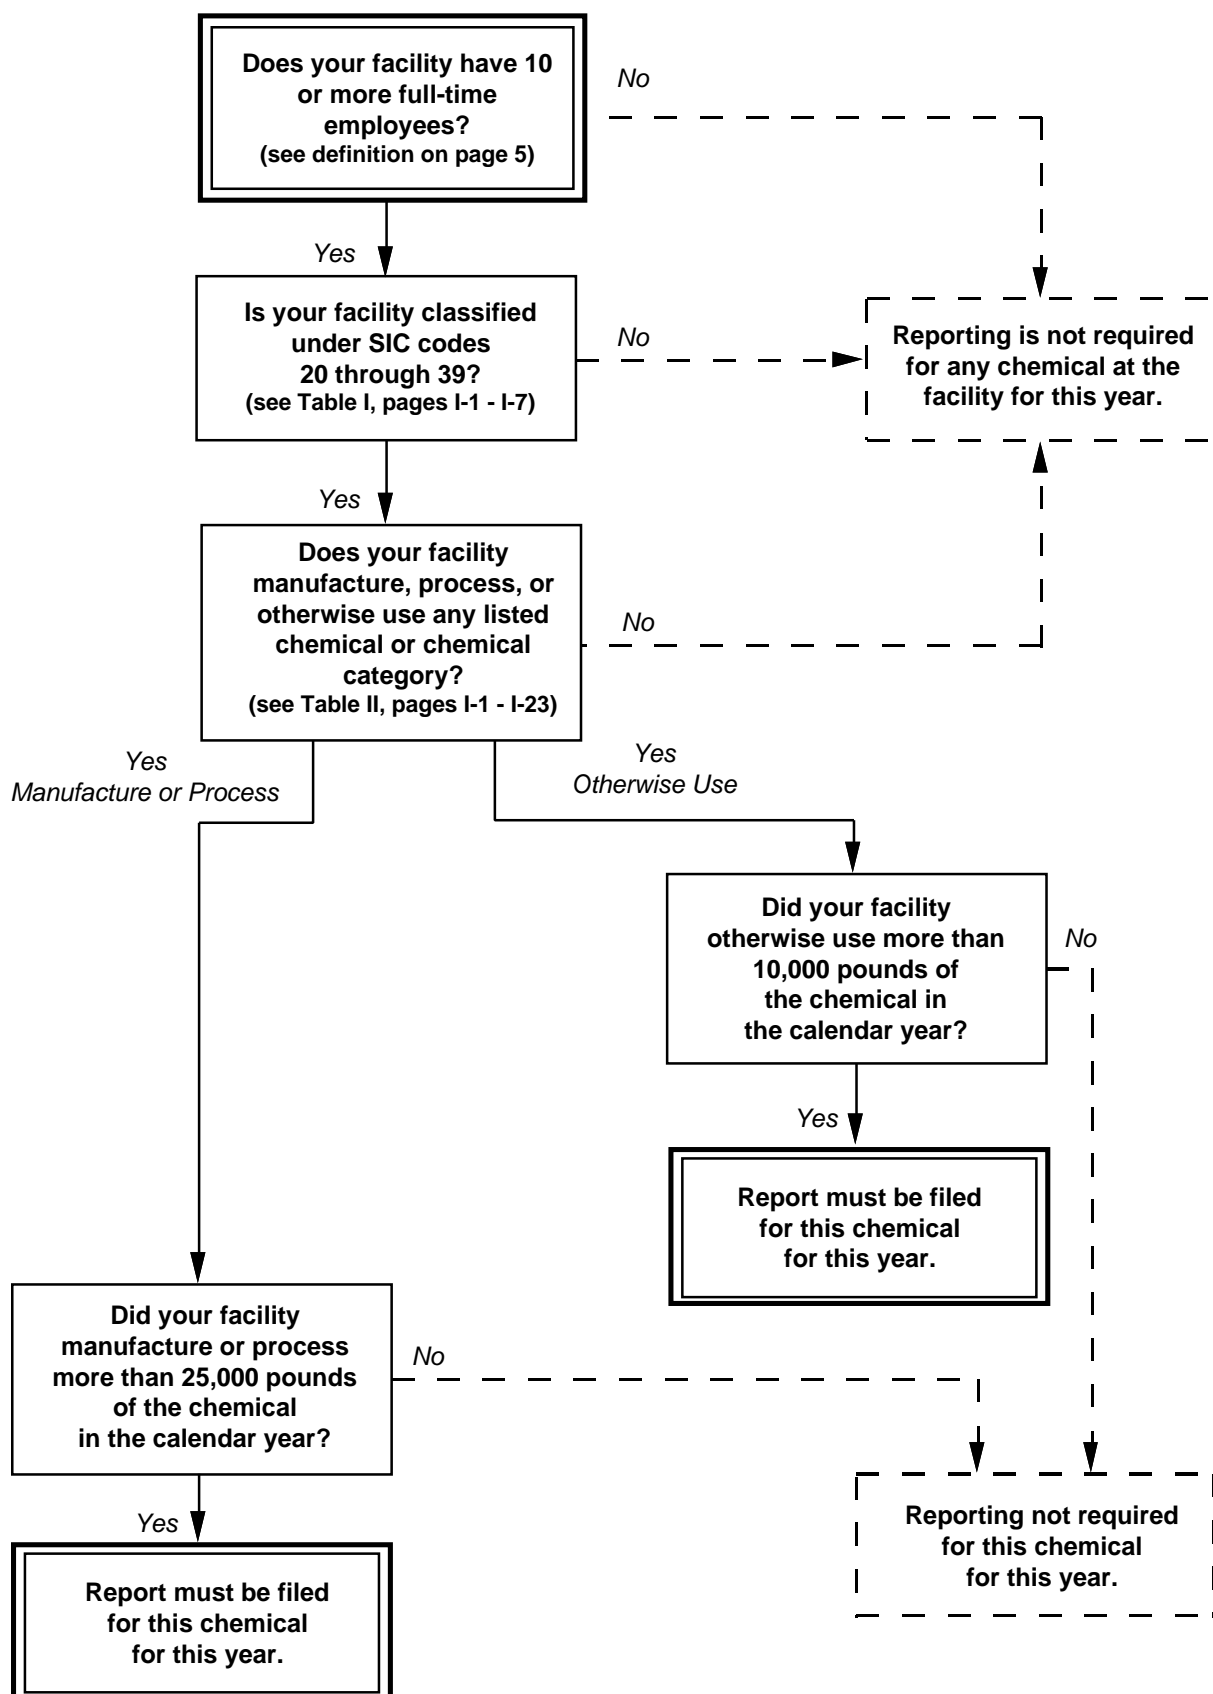 Does your facility have 10
or more full-time
employees?
(see definition on page 5)
No
Yes
Is your facility classified
under SIC codes
20 through 39?
(see Table I, pages I-1 - I-7)
No
Reporting is not required
for any chemical at the
facility for this year.
Yes
Does your facility
manufacture, process, or
otherwise use any listed
chemical or chemical
category?
(see Table II, pages I-1 - I-23)
No
Yes
Manufacture or Process
Yes
Otherwise Use
Did your facility
otherwise use more than
10,000 pounds of
the chemical in
the calendar year?
No
Yes
Report must be filed
for this chemical
for this year.
Did your facility
manufacture or process
more than 25,000 pounds
of the chemical
in the calendar year?
No
Yes
Reporting not required
for this chemical
for this year.
Report must be filed
for this chemical
for this year.